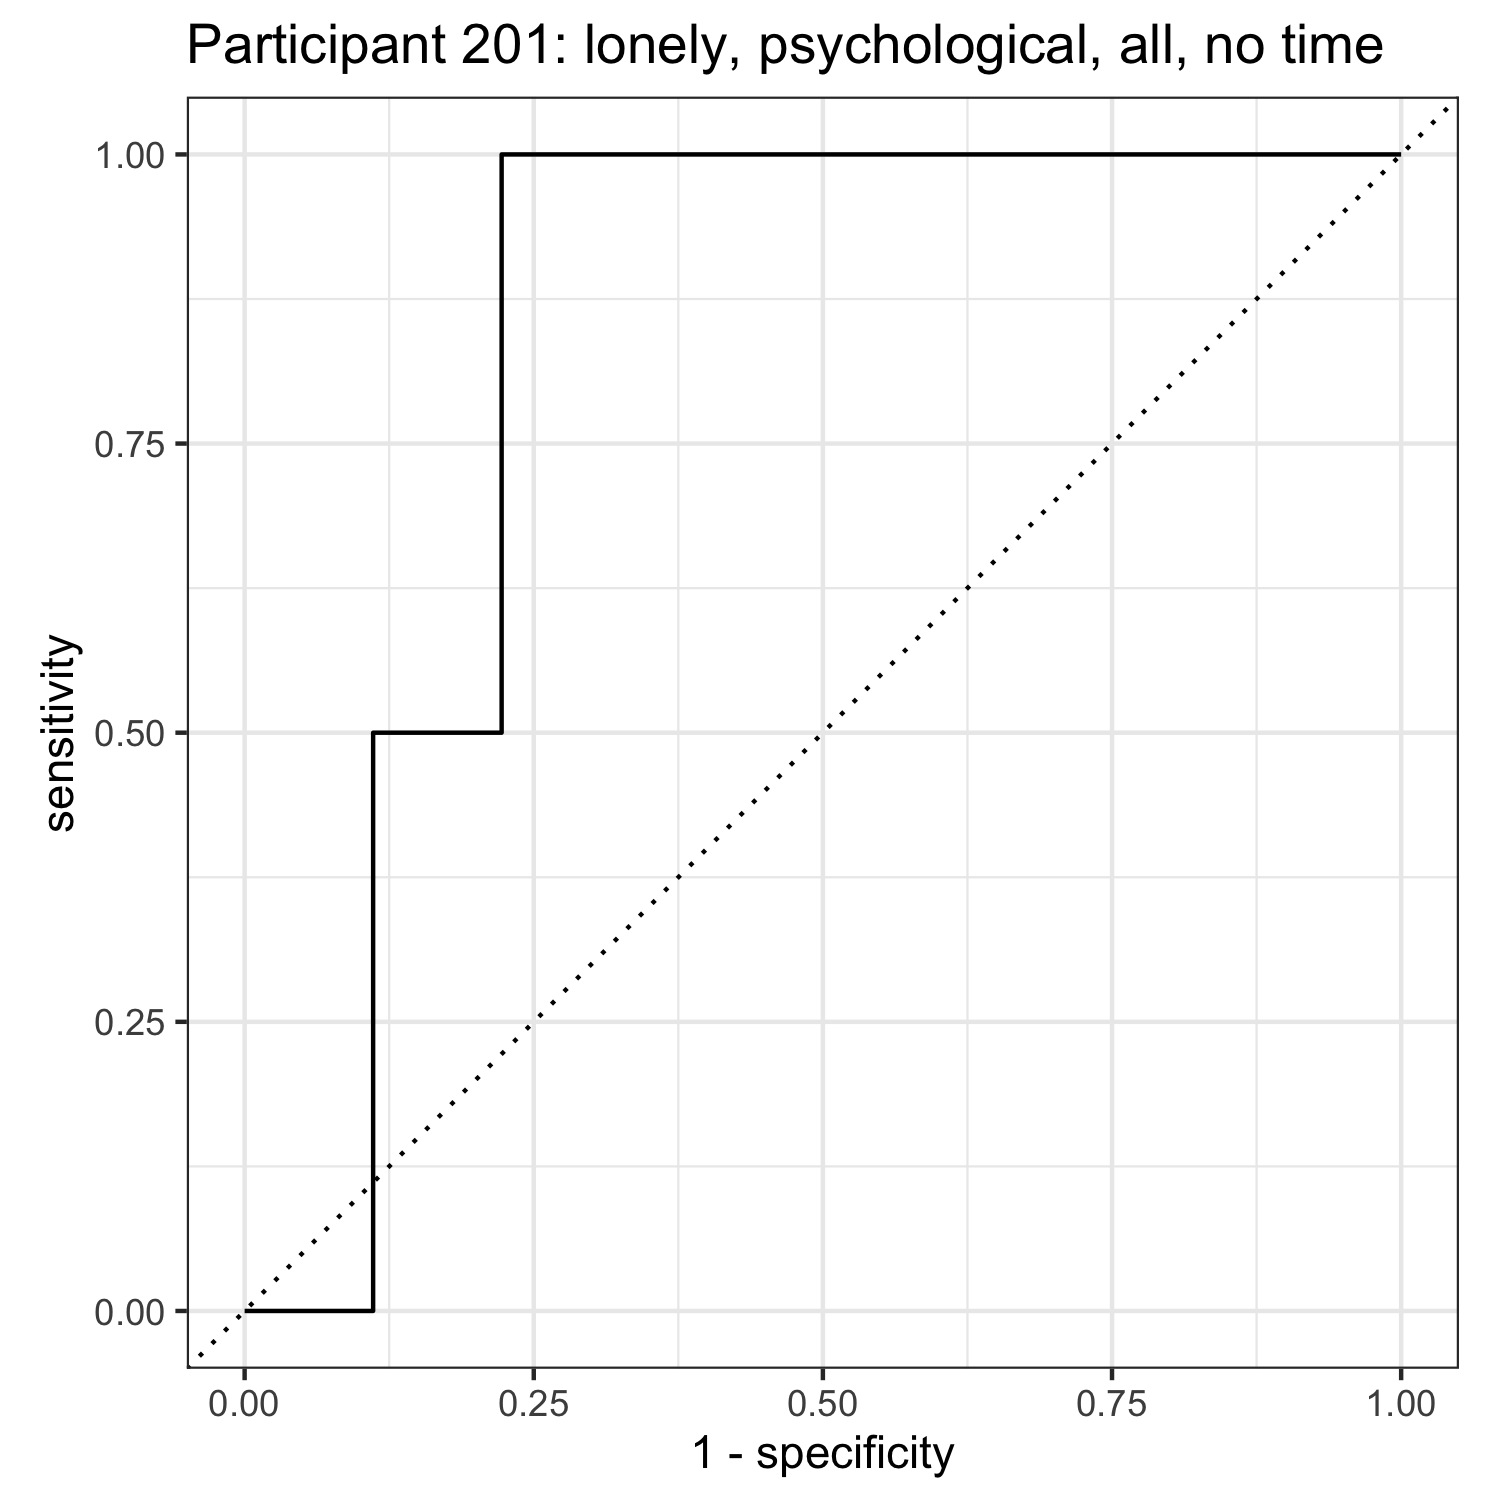 Participant 201: lonely, psychological, all, no time
1.00
0.75
0.50
0.25
0.00
sensitivity
0.00 0.25 0.50 0.75 1.00
1 - specificity